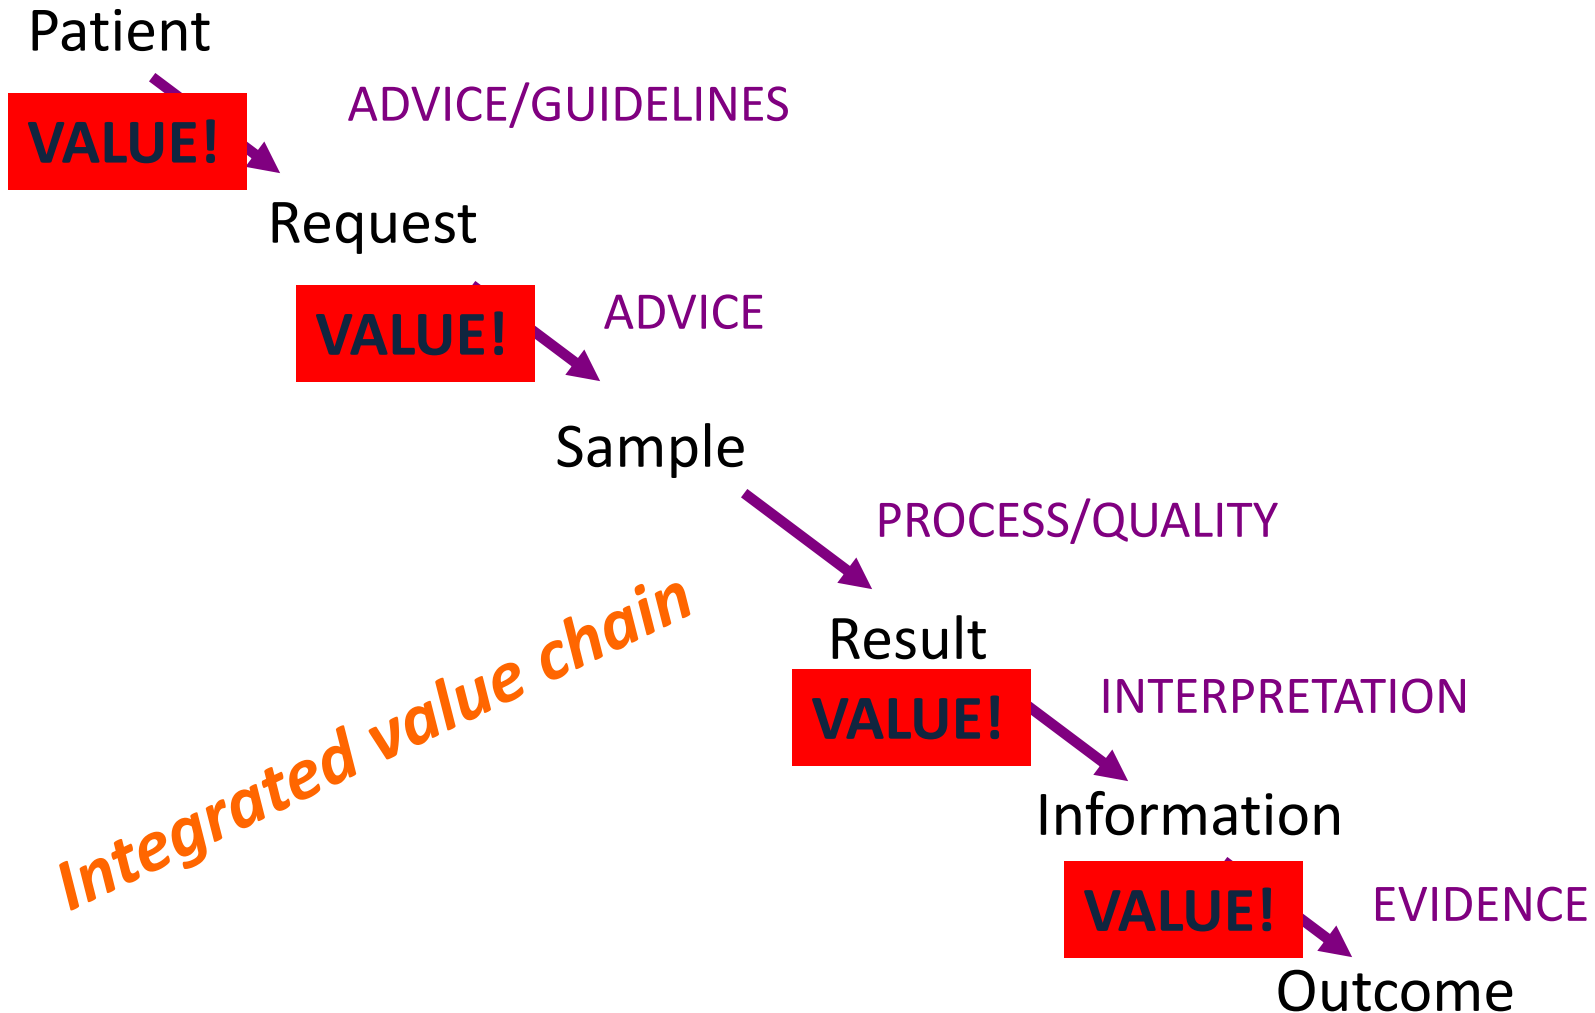 Patient
ADVICE/GUIDELINES
VALUE!
Request
VALUE!
ADVICE
Sample
PROCESS/QUALITY
Integrated value chain
Result
VALUE!
INTERPRETATION
Information
VALUE!
EVIDENCE
Outcome